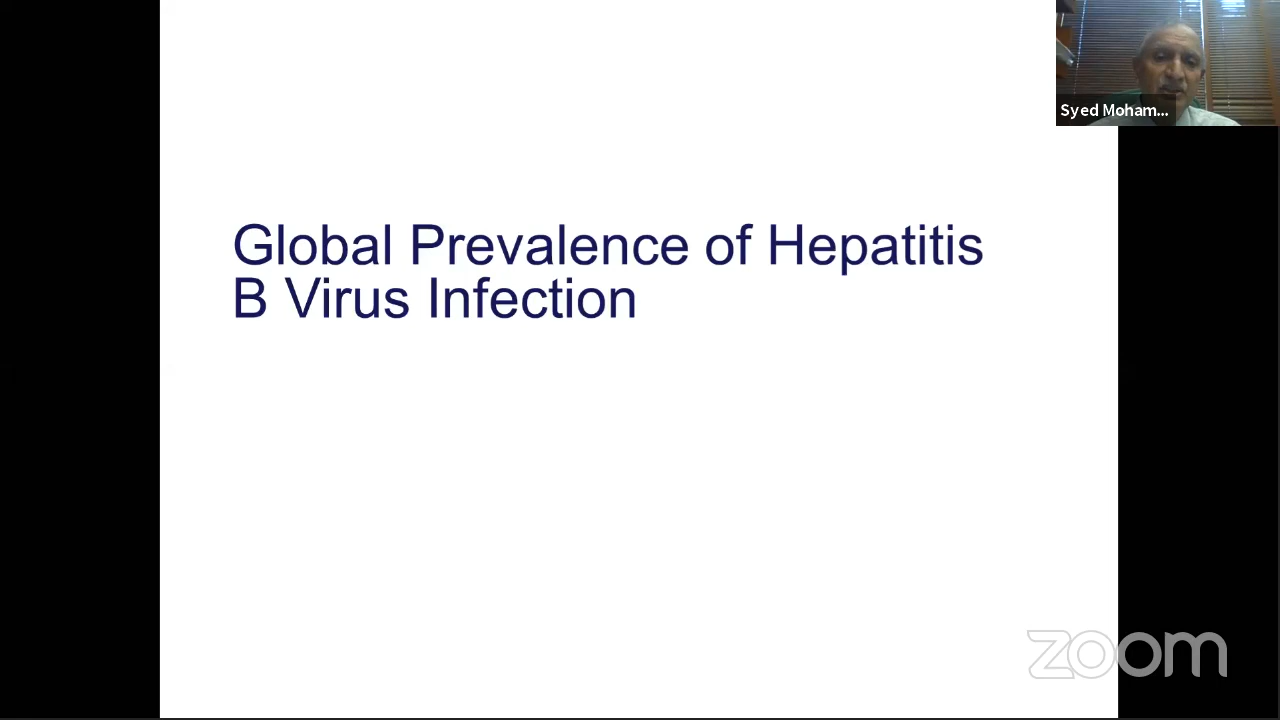 Syed Moham...
Global Prevalence of Hepatitis
B Virus Infection
zoom